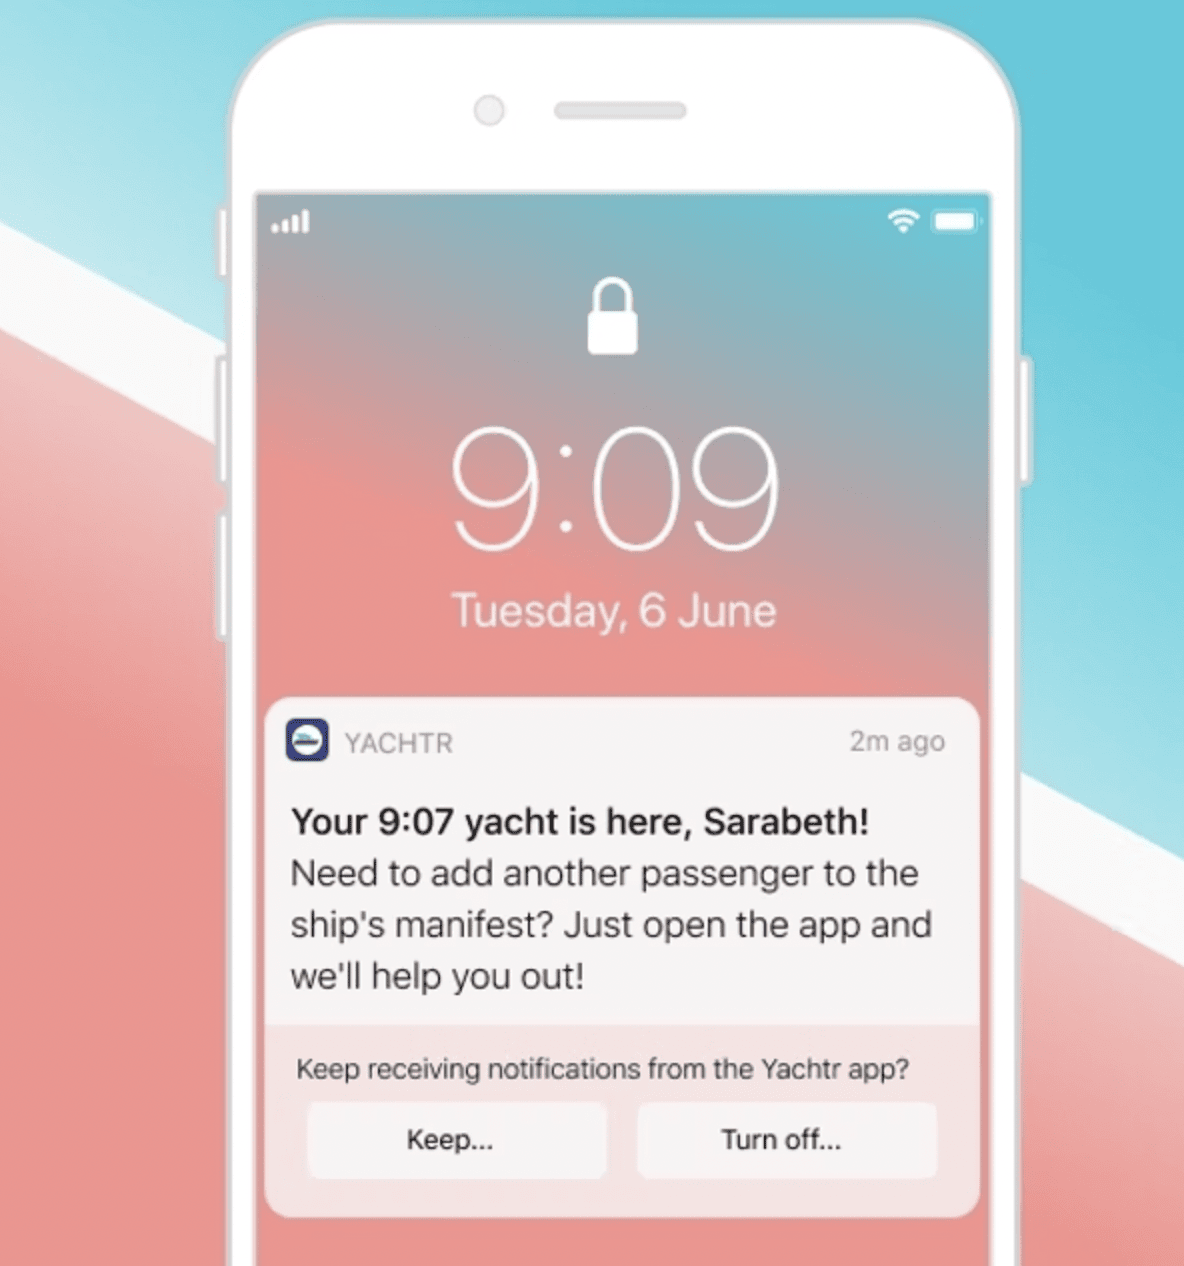 9:09
Tuesday, 6 June
YACHTR
2m ago
Your 9:07 yacht is here, Sarabeth!
Need to add another passenger to the
ship's manifest? Just open the app and
we'll help you out!
Keep receiving notifications from the Yachtr app?
Keep...
Turn off...